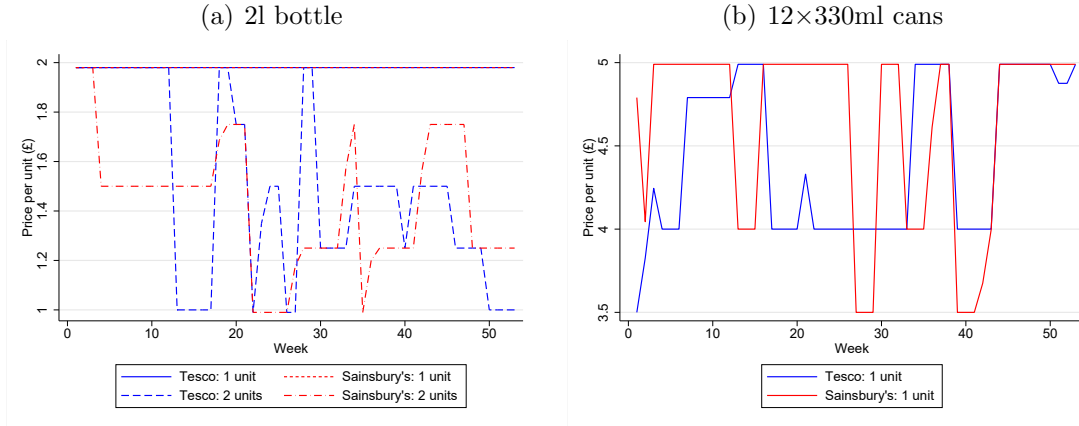 (a) 2l bottle
Price per unit (£)
2
1.8
1.6
1.4
1.2
1
0 10 20 30 40 50
Week
Tesco: 1 unit Sainsbury's: 1 unit
Tesco: 2 units Sainsbury's: 2 units
(b) 12×330ml cans
Price per unit (£)
5
4.5
4
3.5
0 10 20 30 40 50
Week
Tesco: 1 unit
Sainsbury's: 1 unit